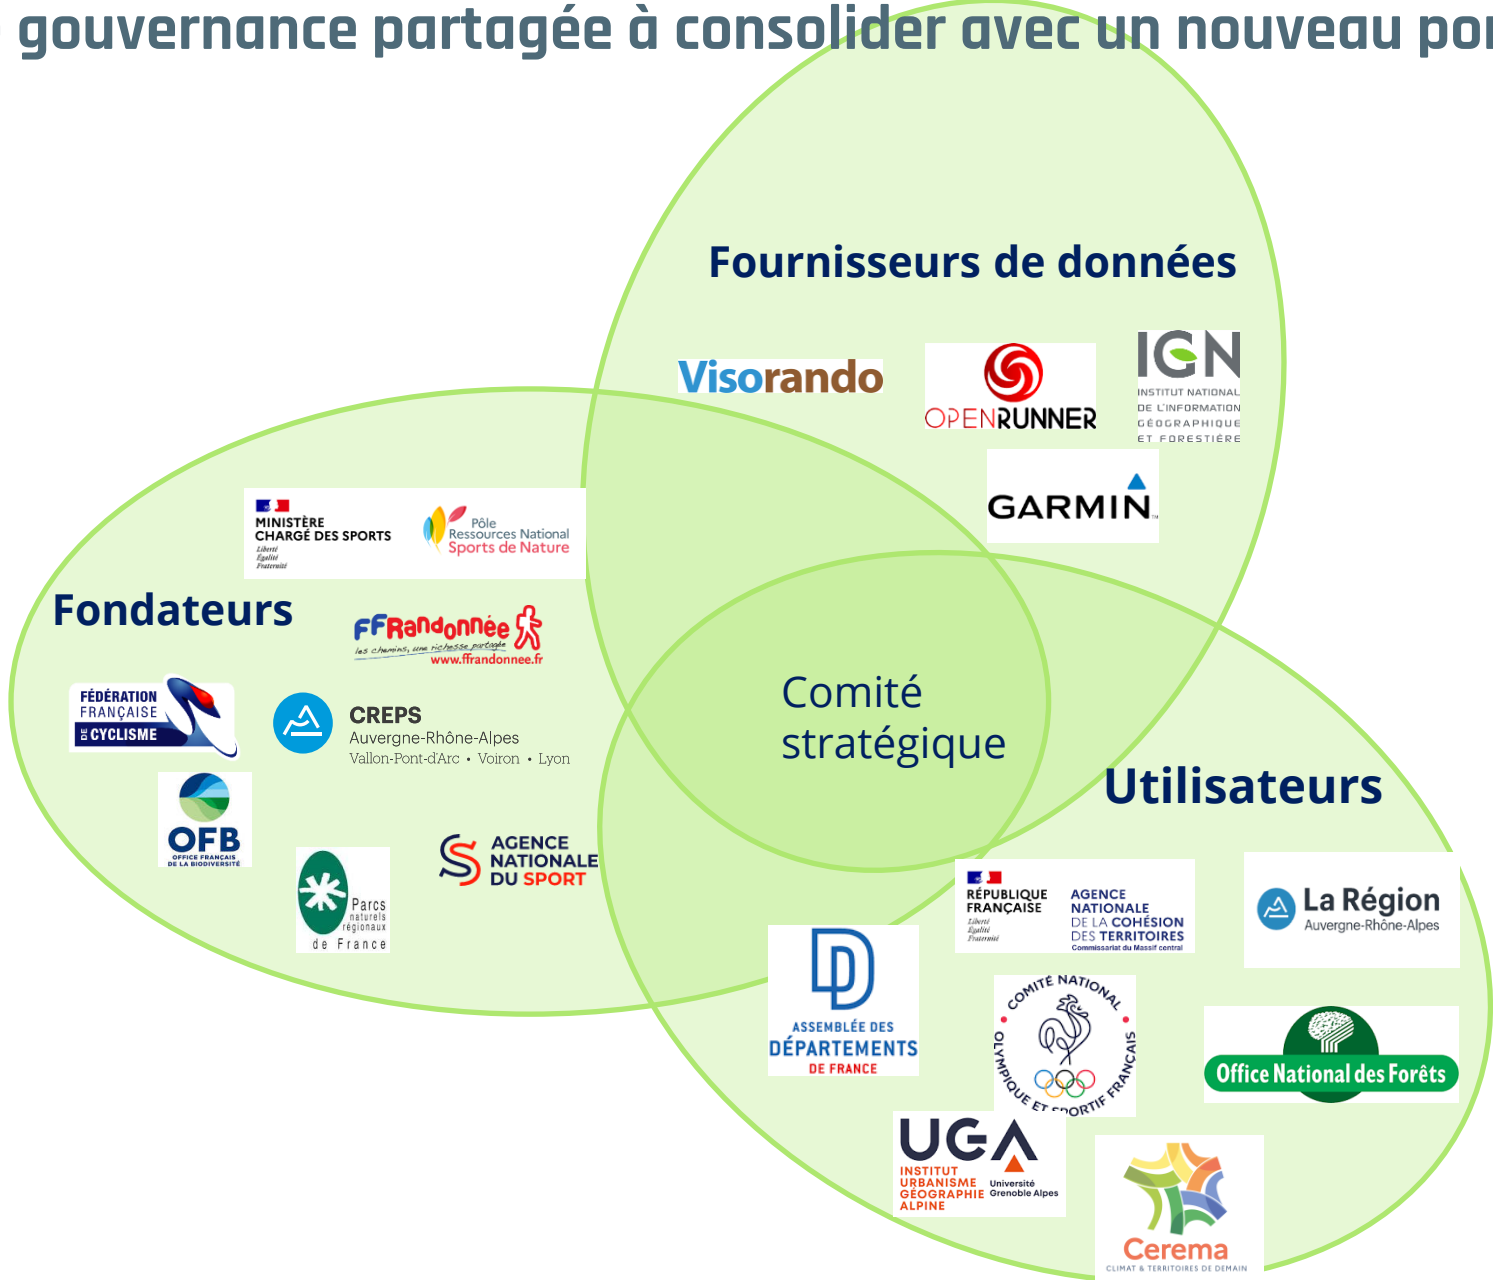 gouvernance partagée à consolider avec un nouveau
Fournisseurs de données
Visorando
OPENRUNNER
IGN
INSTITUT NATIONAL
DE L'INFORMATION
GÉOGRAPHIQUE
ET FORESTIÈRE
GARMIN
MINISTÈRE
CHARGÉ DES SPORTS
Liberté
Égalité
Fraternité
Pôle
Ressources National
Sports de Nature
Fondateurs
FFRandonnée
les chemins, une richesse partagée
www.ffrandonnee.fr
FÉDÉRATION
FRANÇAISE
DE CYCLISME
CREPS
Auvergne-Rhône-Alpes
Vallon-Pont-d'Arc • Voiron • Lyon
OFB
OFFICE FRANÇAIS
DE LA BIODIVERSITÉ
Parcs
naturels
régionaux
de France
AGENCE
NATIONALE
DU SPORT
Comité
stratégique
Utilisateurs
RÉPUBLIQUE
FRANÇAISE
Liberté
Égalité
Fraternité
AGENCE
NATIONALE
DE LA COHÉSION
DES TERRITOIRES
Commissariat du Massif central
La Région
Auvergne-Rhône-Alpes
ASSEMBLÉE DES
DÉPARTEMENTS
DE FRANCE
COMITÉ NATIONAL
OLYMPIQUE ET SPORTIF FRANÇAIS
Office National des Forêts
UGA
INSTITUT
URBANISME
GÉOGRAPHIE
ALPINE
Université
Grenoble Alpes
Cerema
CLIMAT & TERRITOIRES DE DEMAIN